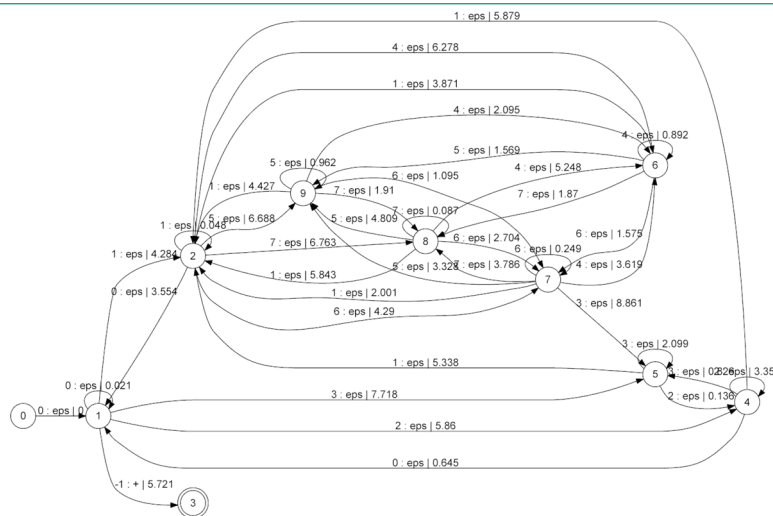 1 : eps | 5.879
4 : eps | 6.278
1 : eps | 3.871
4 : eps | 2.095
4 : eps | 0.892
5 : eps | 1.569
5 : eps | 0.962
6 : eps | 1.095
4 : eps | 5.248
6
1 : eps | 4.427
7 : eps | 1.91
7 : eps | 1.87
9
7 : eps | 0.087
5 : eps | 6.688
5 : eps | 4.809
1 : eps | 0.048
6 : eps | 1.575
6 : eps | 2.704
8
7 : eps | 6.763
6 : eps | 0.249
1 : eps | 4.284
2
5 : eps | 3.328
7 : eps | 3.786
4 : eps | 3.619
1 : eps | 5.843
7
0 : eps | 3.554
1 : eps | 2.001
3 : eps | 8.861
6 : eps | 4.29
3 : eps | 2.099
1 : eps | 5.338
5
0 : eps | 0.021
3 : eps | 7.718
2 : eps | 0.136
4
0 : eps | 0
0
1
2 : eps | 5.86
0 : eps | 0.645
-1 : + | 5.721
3